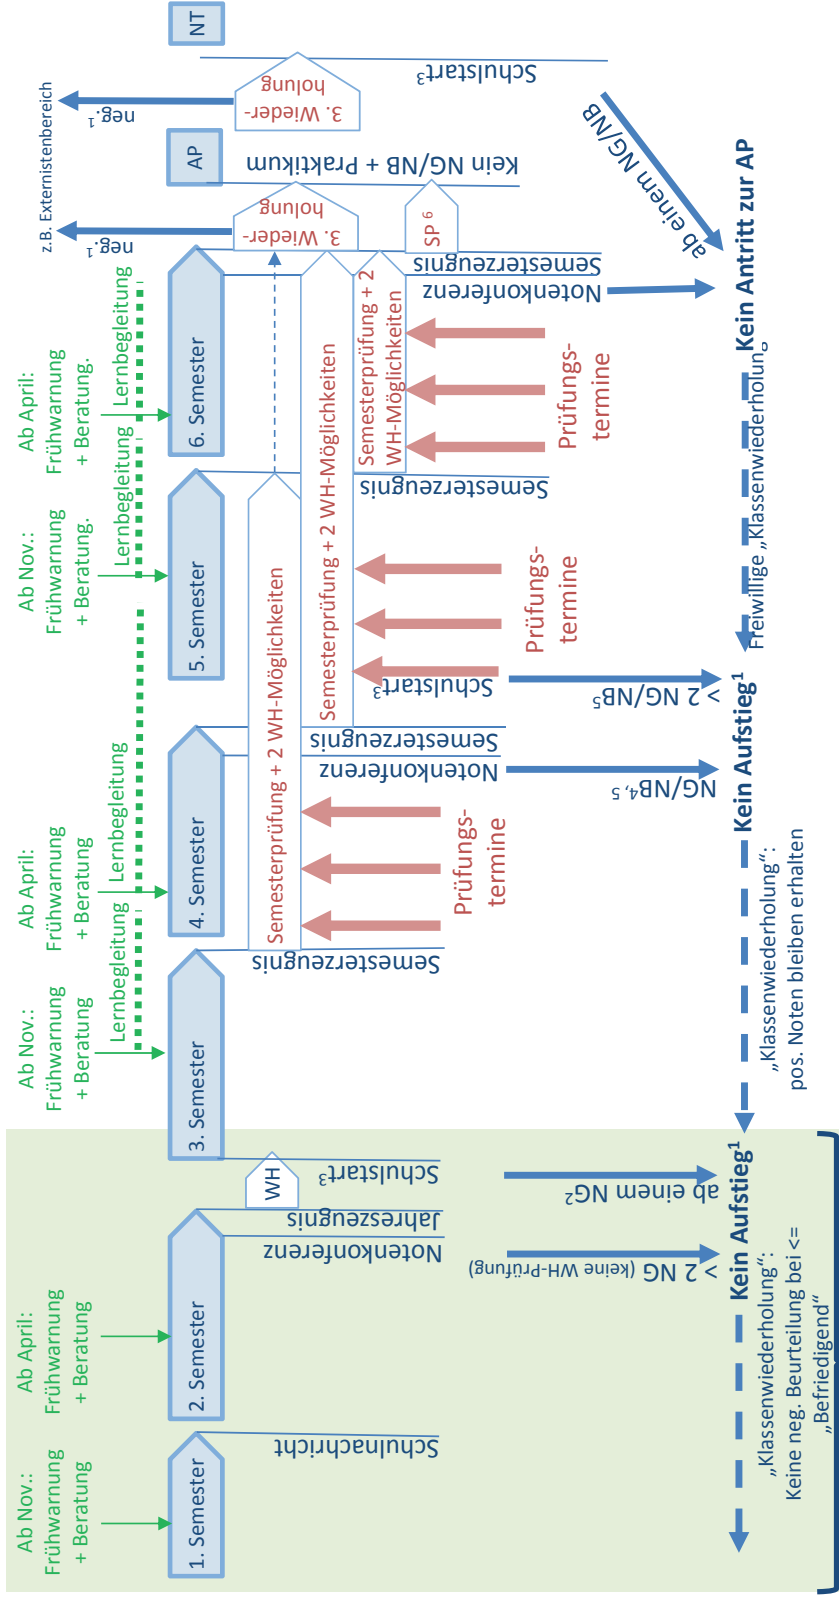 Ab Nov.:
Frühwarnung
+ Beratung
Ab April:
Frühwarnung
+ Beratung
Ab Nov.:
Frühwarnung
+ Beratung
Ab April:
Frühwarnung
+ Beratung
Ab Nov.:
Frühwarnung
+ Beratung.
Ab April:
Frühwarnung
+ Beratung.
z.B. Externistenbereich
Lernbegleitung
Lernbegleitung
Lernbegleitung
Lernbegleitung
neg.¹
neg.¹
1. Semester
2. Semester
3. Semester
4. Semester
5. Semester
6. Semester
AP
NT
WH
Semesterprüfung + 2 WH-Möglichkeiten
Semesterprüfung + 2 WH-Möglichkeiten
Semesterprüfung + 2
WH-Möglichkeiten
3. Wieder-
holung
3. Wieder-
holung
SP ⁶
Schulnachricht
Notenkonferenz
Jahreszeugnis
Schulstart³
Semesterzeugnis
Notenkonferenz
Semesterzeugnis
Schulstart³
Semesterzeugnis
Notenkonferenz
Semesterzeugnis
Kein NG/NB + Praktikum
Schulstart³
Prüfungs-
termine
Prüfungs-
termine
Prüfungs-
termine
> 2 NG (keine WH-Prüfung)
ab einem NG²
NG/NB⁴, ⁵
> 2 NG/NB⁵
ab einem NG/NB
Kein Aufstieg¹
Kein Aufstieg¹
Kein Antritt zur AP
„Klassenwiederholung“:
Keine neg. Beurteilung bei <=
„Befriedigend“
„Klassenwiederholung“:
pos. Noten bleiben erhalten
Freiwillige „Klassenwiederholung